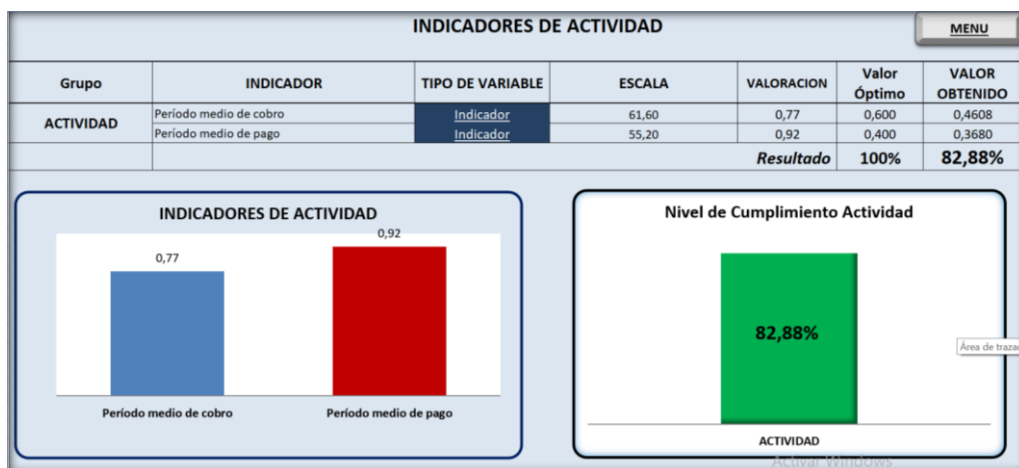 INDICADORES DE ACTIVIDAD
MENU
Grupo INDICADOR TIPO DE VARIABLE ESCALA VALORACION Valor Óptimo VALOR OBTENIDO
ACTIVIDAD
Período medio de cobro Indicador 61,60 0,77 0,600 0,4608
Período medio de pago Indicador 55,20 0,92 0,400 0,3680
Resultado 100% 82,88%
INDICADORES DE ACTIVIDAD
0,77
0,92
Período medio de cobro
Período medio de pago
Nivel de Cumplimiento Actividad
82,88%
ACTIVIDAD
Área de traza
Activar Windows